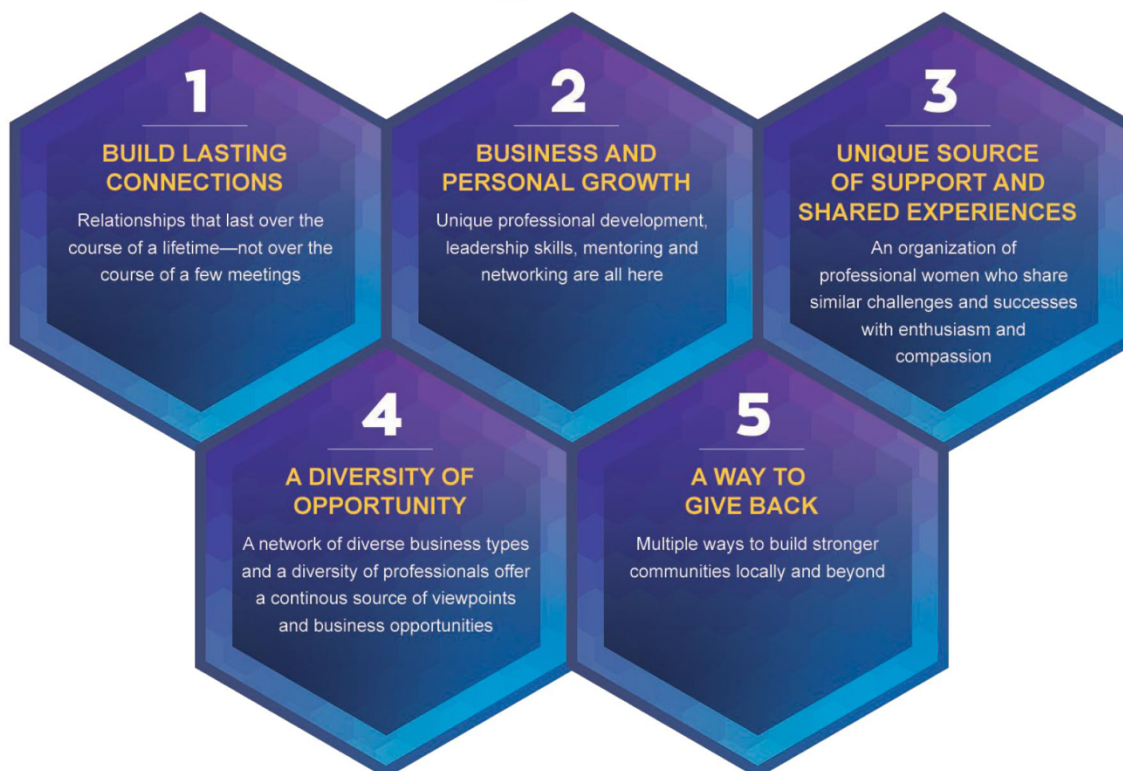 1
BUILD LASTING
CONNECTIONS
Relationships that last over the
course of a lifetime—not over the
course of a few meetings
2
BUSINESS AND
PERSONAL GROWTH
Unique professional development,
leadership skills, mentoring and
networking are all here
3
UNIQUE SOURCE
OF SUPPORT AND
SHARED EXPERIENCES
An organization of
professional women who share
similar challenges and successes
with enthusiasm and
compassion
4
A DIVERSITY OF
OPPORTUNITY
A network of diverse business types
and a diversity of professionals offer
a continous source of viewpoints
and business opportunities
5
A WAY TO
GIVE BACK
Multiple ways to build stronger
communities locally and beyond